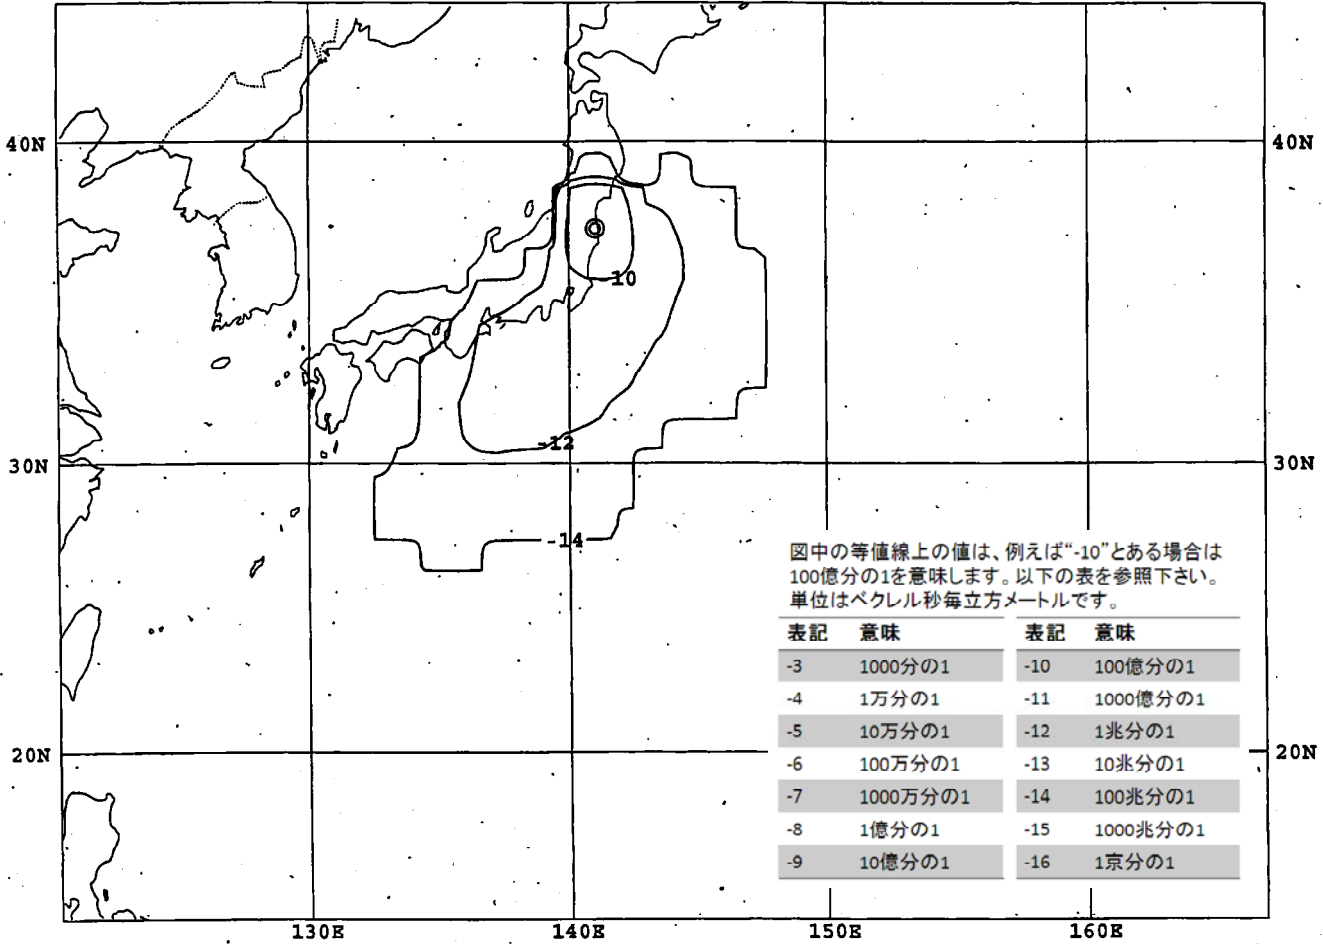 40N
40N
10
-12
30N
30N
-14
図中の等値線上の値は、例えば“-10”とある場合は
100億分の1を意味します。以下の表を参照下さい。
単位はベクレル秒毎立方メートルです。
表記 意味 表記 意味
-3 1000分の1 -10 100億分の1
-4 1万分の1 -11 1000億分の1
-5 10万分の1 -12 1兆分の1
-6 100万分の1 -13 10兆分の1
-7 1000万分の1 -14 100兆分の1
-8 1億分の1 -15 1000兆分の1
-9 10億分の1 -16 1京分の1
20N
20N
130E 140E 150E 160E